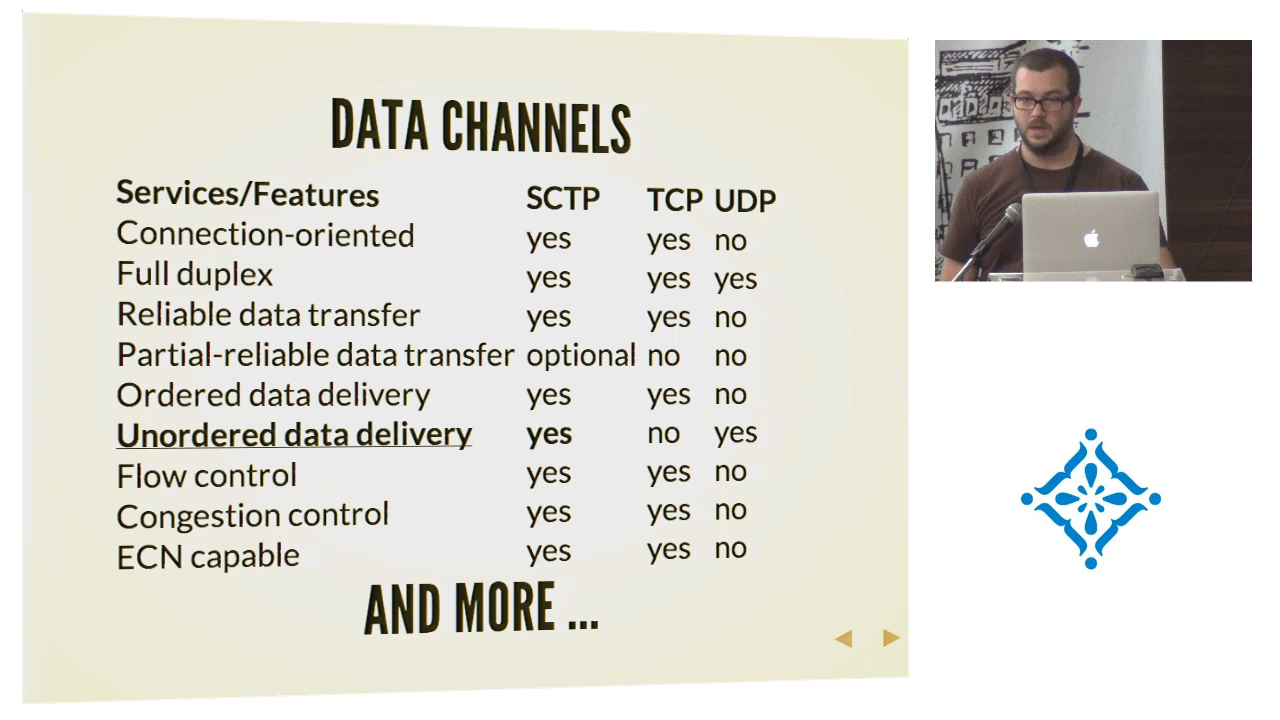 DATA CHANNELS
Services/Features SCTP TCP UDP
Connection-oriented yes yes no
Full duplex yes yes yes
Reliable data transfer yes yes no
Partial-reliable data transfer optional no no
Ordered data delivery yes yes no
Unordered data delivery yes no yes
Flow control yes yes no
Congestion control yes yes no
ECN capable yes yes no
AND MORE ...